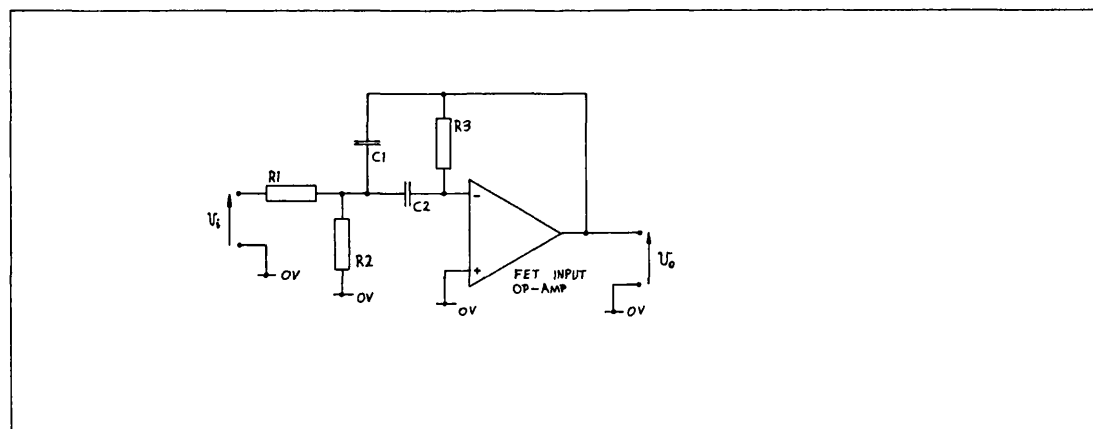 R3
C1
R1
C2
Vi
R2
-
+
FET INPUT
OP-AMP
Vo
0V
0V
0V
0V